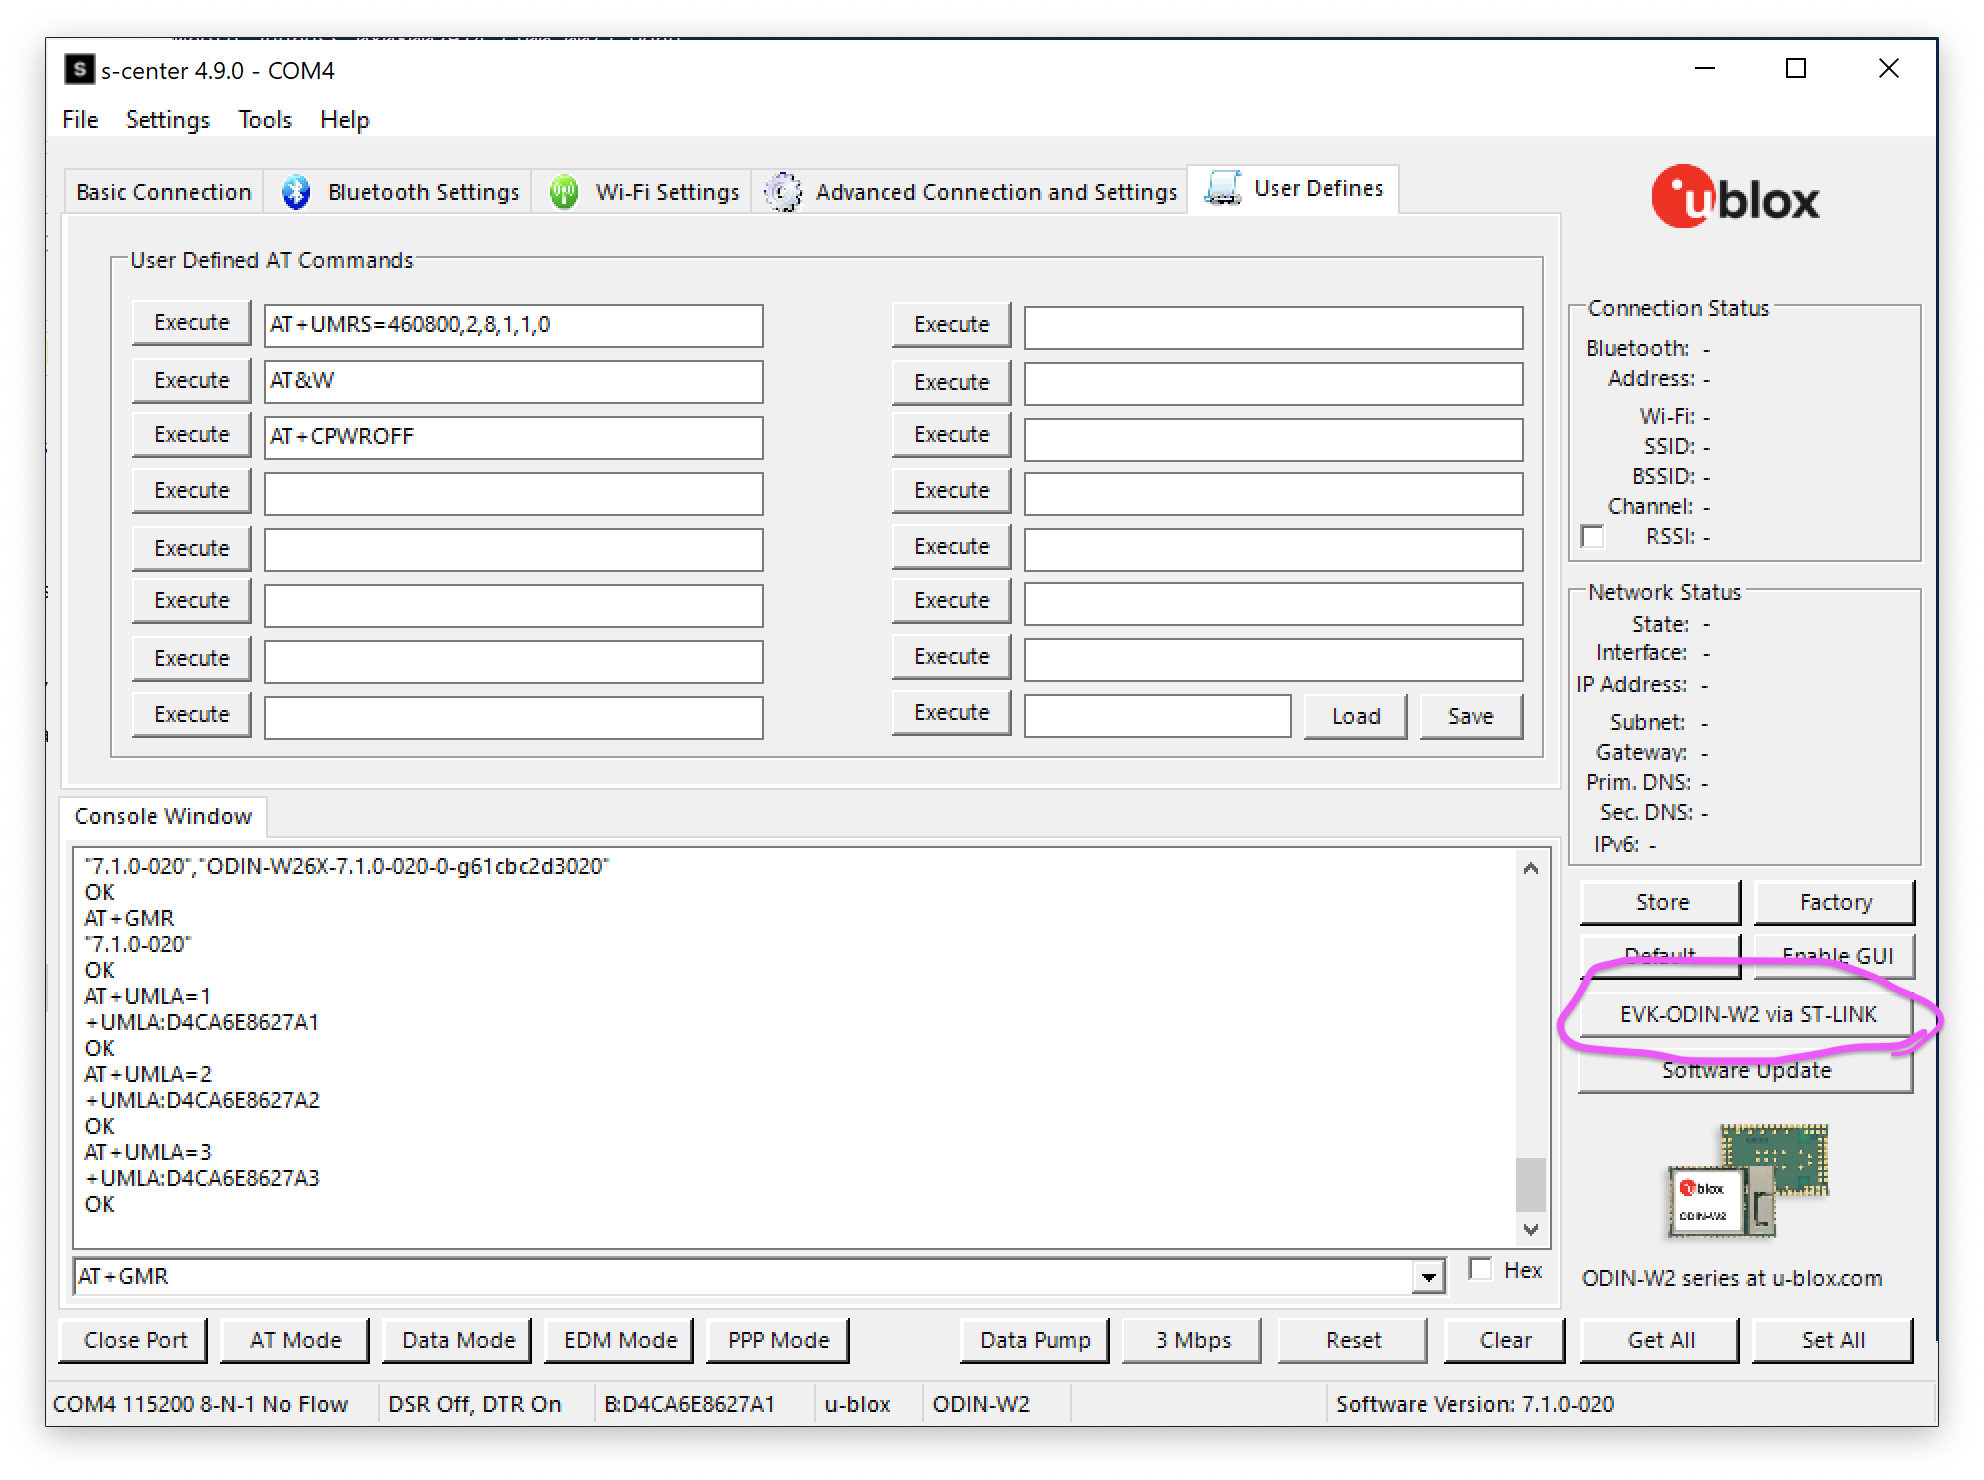 S s-center 4.9.0 - COM4
File Settings Tools Help
Basic Connection Bluetooth Settings Wi-Fi Settings Advanced Connection and Settings User Defines
ublox
User Defined AT Commands
Execute AT+UMRS=460800,2,8,1,1,0 Execute
Execute AT&W Execute
Execute AT+CPWROFF Execute
Execute Execute
Execute Execute
Execute Execute
Execute Execute
Execute Execute Load Save
Connection Status
Bluetooth: -
Address: -
Wi-Fi: -
SSID: -
BSSID: -
Channel: -
RSSI: -
Network Status
State: -
Interface: -
IP Address: -
Subnet: -
Gateway: -
Prim. DNS: -
Sec. DNS: -
IPv6: -
Store Factory
Default Enable GUI
EVK-ODIN-W2 via ST-LINK
Software Update
ublox
ODIN-W2
ODIN-W2 series at u-blox.com
Console Window
"7.1.0-020","ODIN-W26X-7.1.0-020-0-g61cbc2d3020"
OK
AT+GMR
"7.1.0-020"
OK
AT+UMLA=1
+UMLA:D4CA6E8627A1
OK
AT+UMLA=2
+UMLA:D4CA6E8627A2
OK
AT+UMLA=3
+UMLA:D4CA6E8627A3
OK
AT+GMR Hex
Close Port AT Mode Data Mode EDM Mode PPP Mode Data Pump 3 Mbps Reset Clear Get All Set All
COM4 115200 8-N-1 No Flow DSR Off, DTR On B:D4CA6E8627A1 u-blox ODIN-W2 Software Version: 7.1.0-020